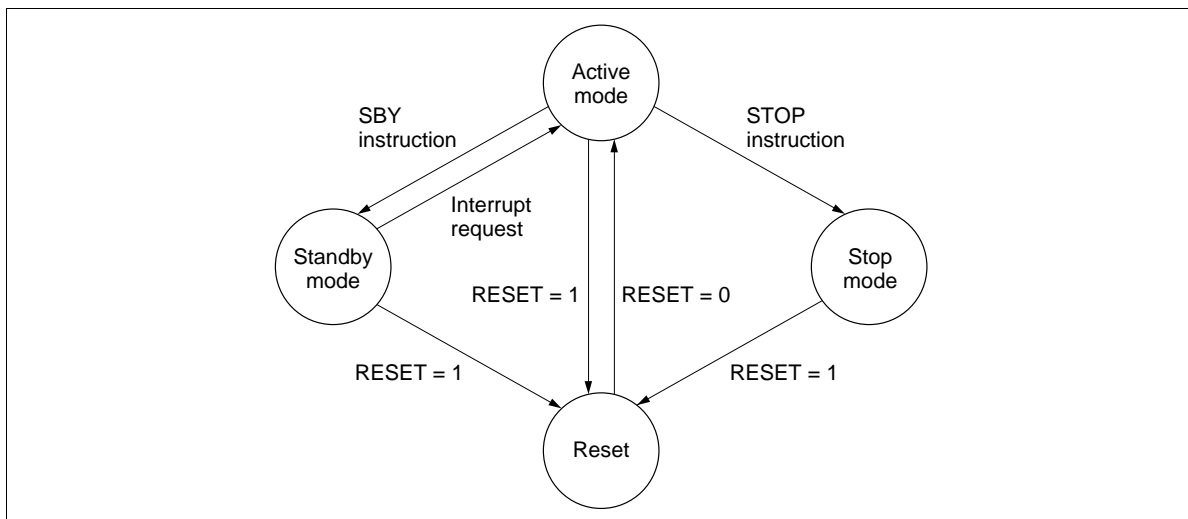 Active
mode
SBY
instruction
STOP
instruction
Interrupt
request
Standby
mode
Stop
mode
RESET = 1
RESET = 0
RESET = 1
RESET = 1
Reset